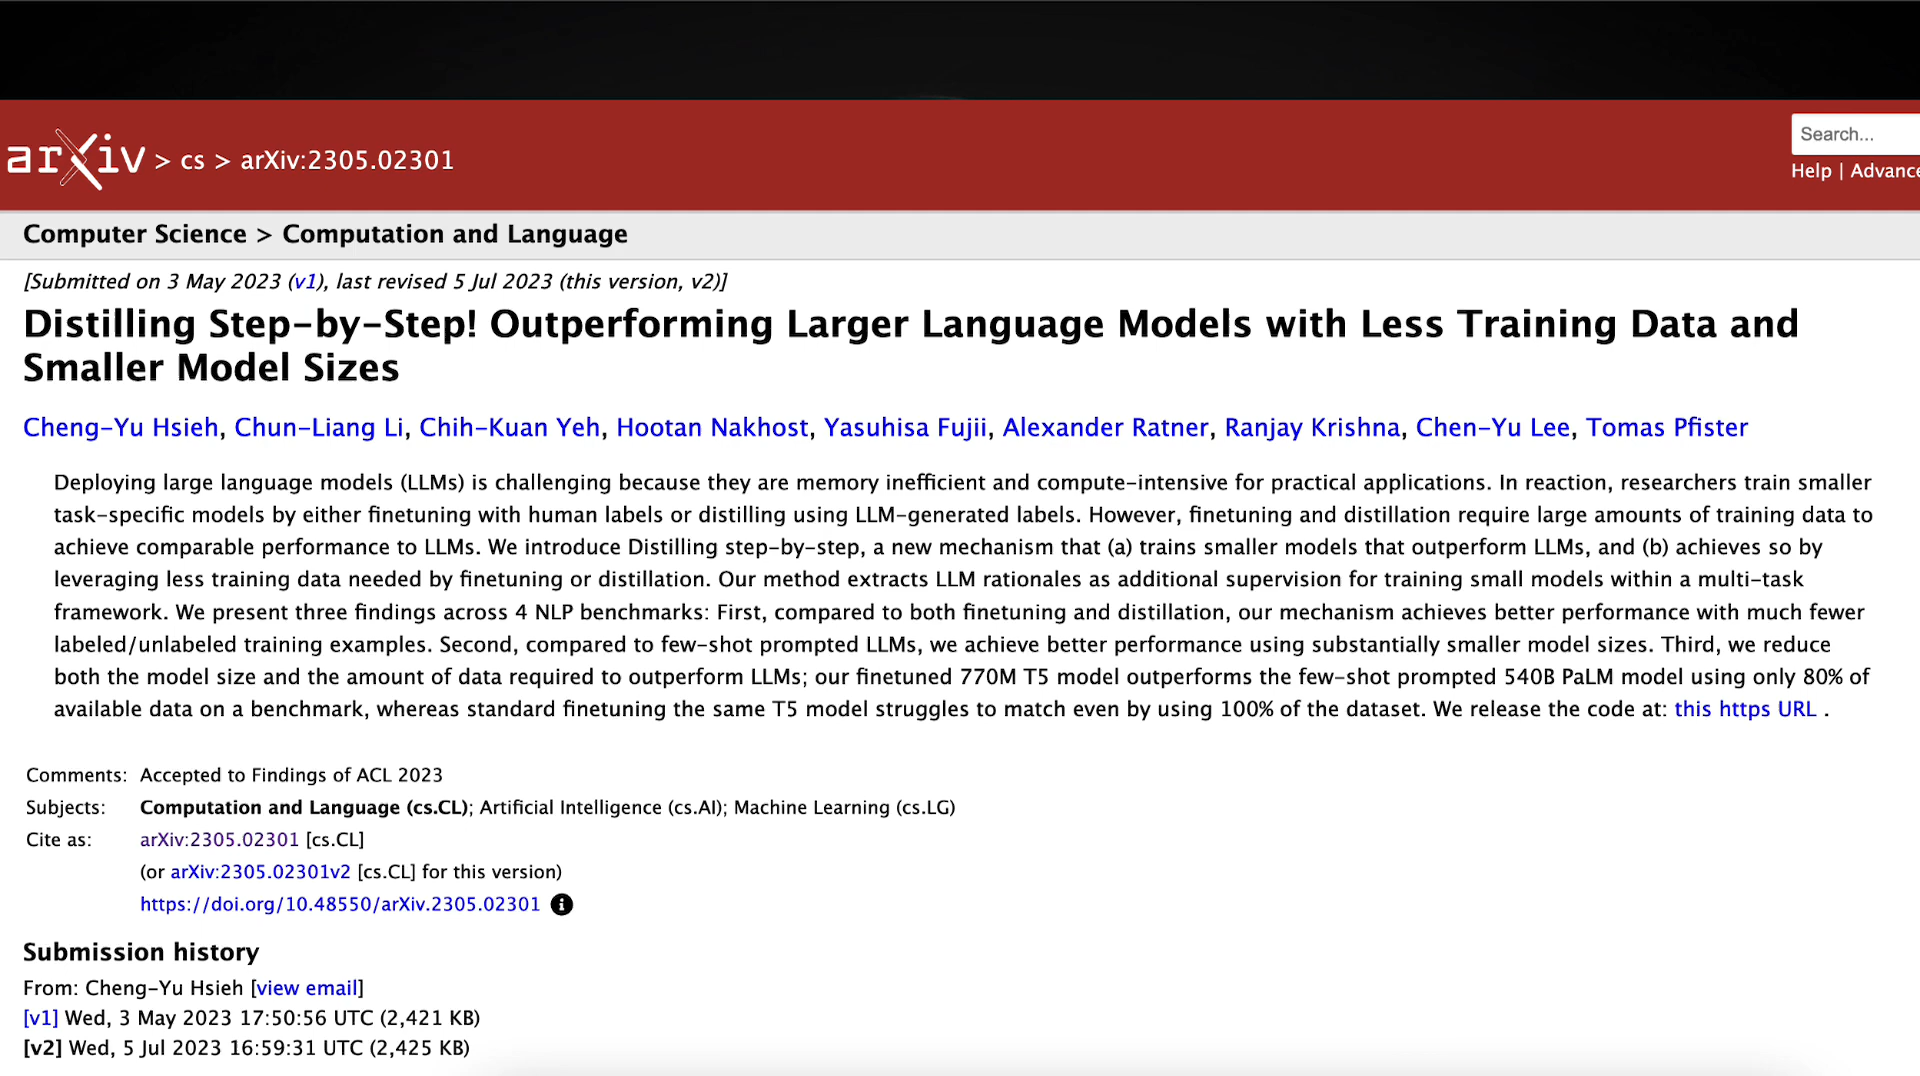 arXiv > cs > arXiv:2305.02301
Search...
Help | Advance
Computer Science > Computation and Language
[Submitted on 3 May 2023 (v1), last revised 5 Jul 2023 (this version, v2)]
Distilling Step-by-Step! Outperforming Larger Language Models with Less Training Data and
Smaller Model Sizes
Cheng-Yu Hsieh, Chun-Liang Li, Chih-Kuan Yeh, Hootan Nakhost, Yasuhisa Fujii, Alexander Ratner, Ranjay Krishna, Chen-Yu Lee, Tomas Pfister
Deploying large language models (LLMs) is challenging because they are memory inefficient and compute-intensive for practical applications. In reaction, researchers train smaller
task-specific models by either finetuning with human labels or distilling using LLM-generated labels. However, finetuning and distillation require large amounts of training data to
achieve comparable performance to LLMs. We introduce Distilling step-by-step, a new mechanism that (a) trains smaller models that outperform LLMs, and (b) achieves so by
leveraging less training data needed by finetuning or distillation. Our method extracts LLM rationales as additional supervision for training small models within a multi-task
framework. We present three findings across 4 NLP benchmarks: First, compared to both finetuning and distillation, our mechanism achieves better performance with much fewer
labeled/unlabeled training examples. Second, compared to few-shot prompted LLMs, we achieve better performance using substantially smaller model sizes. Third, we reduce
both the model size and the amount of data required to outperform LLMs; our finetuned 770M T5 model outperforms the few-shot prompted 540B PaLM model using only 80% of
available data on a benchmark, whereas standard finetuning the same T5 model struggles to match even by using 100% of the dataset. We release the code at: this https URL .
Comments: Accepted to Findings of ACL 2023
Subjects: Computation and Language (cs.CL); Artificial Intelligence (cs.AI); Machine Learning (cs.LG)
Cite as: arXiv:2305.02301 [cs.CL]
(or arXiv:2305.02301v2 [cs.CL] for this version)
https://doi.org/10.48550/arXiv.2305.02301
Submission history
From: Cheng-Yu Hsieh [view email]
[v1] Wed, 3 May 2023 17:50:56 UTC (2,421 KB)
[v2] Wed, 5 Jul 2023 16:59:31 UTC (2,425 KB)